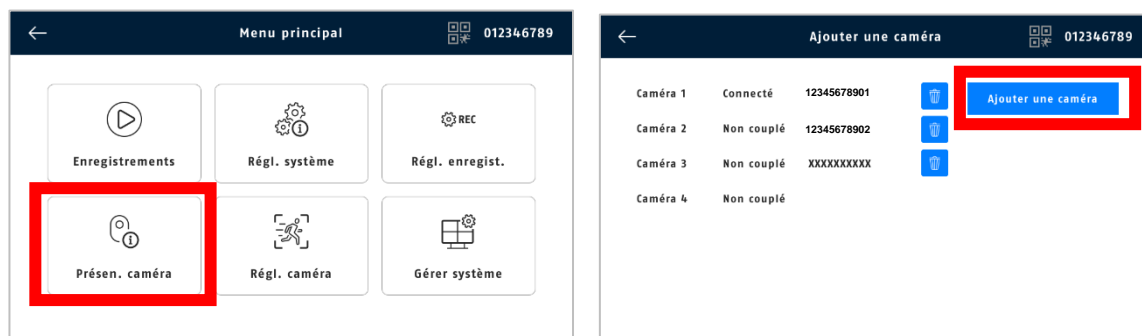 Menu principal
012346789
Enregistrements
Régl. système
REC
Régl. enregist.
Présen. caméra
Régl. caméra
Gérer système
Ajouter une caméra
012346789
Caméra 1 Connecté 12345678901
Ajouter une caméra
Caméra 2 Non couplé 12345678902
Caméra 3 Non couplé XXXXXXXXXX
Caméra 4 Non couplé